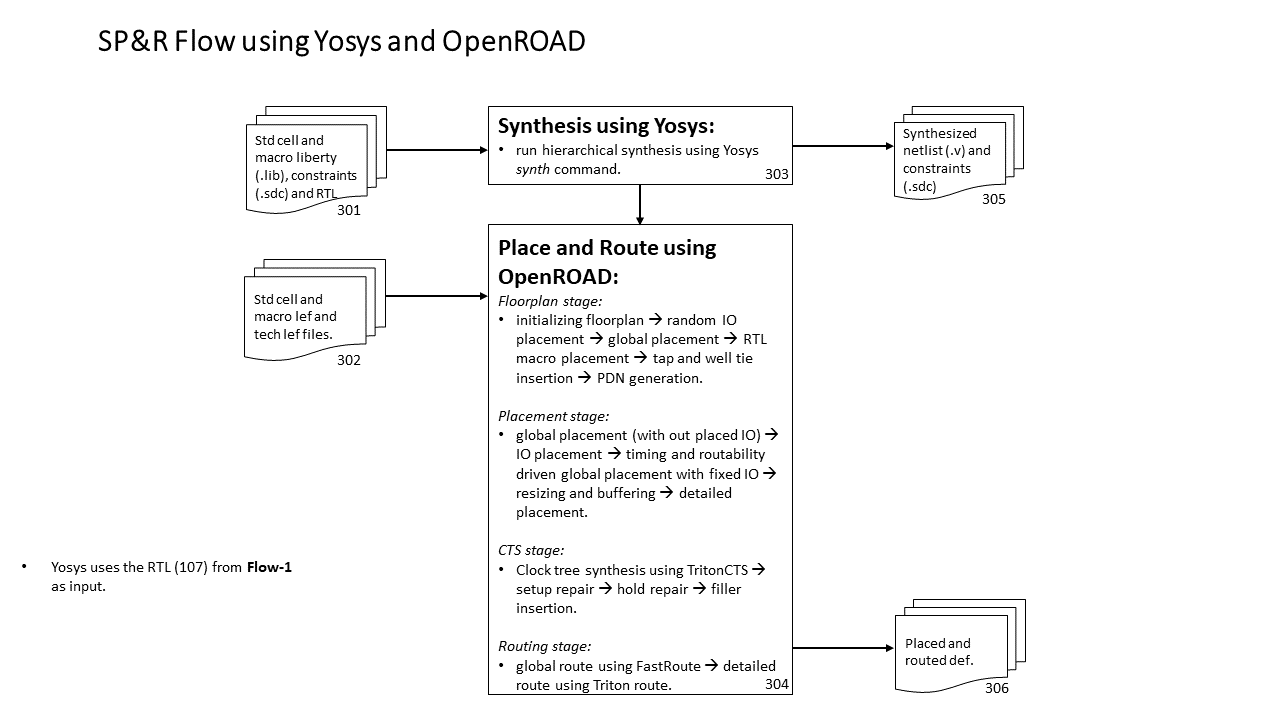 SP&R Flow using Yosys and OpenROAD
Std cell and
macro liberty
(.lib), constraints
(.sdc) and RTL
301
Synthesis using Yosys:
• run hierarchical synthesis using Yosys
synth command.
303
Synthesized
netlist (.v) and
constraints
(.sdc)
305
Std cell and
macro lef and
tech lef files.
302
Place and Route using
OpenROAD:
Floorplan stage:
• initializing floorplan → random IO
placement → global placement → RTL
macro placement → tap and well tie
insertion → PDN generation.
Placement stage:
• global placement (with out placed IO) →
IO placement → timing and routability
driven global placement with fixed IO →
resizing and buffering → detailed
placement.
CTS stage:
• Clock tree synthesis using TritonCTS →
setup repair → hold repair → filler
insertion.
Routing stage:
• global route using FastRoute → detailed
route using Triton route.
304
• Yosys uses the RTL (107) from Flow-1
as input.
Placed and
routed def.
306